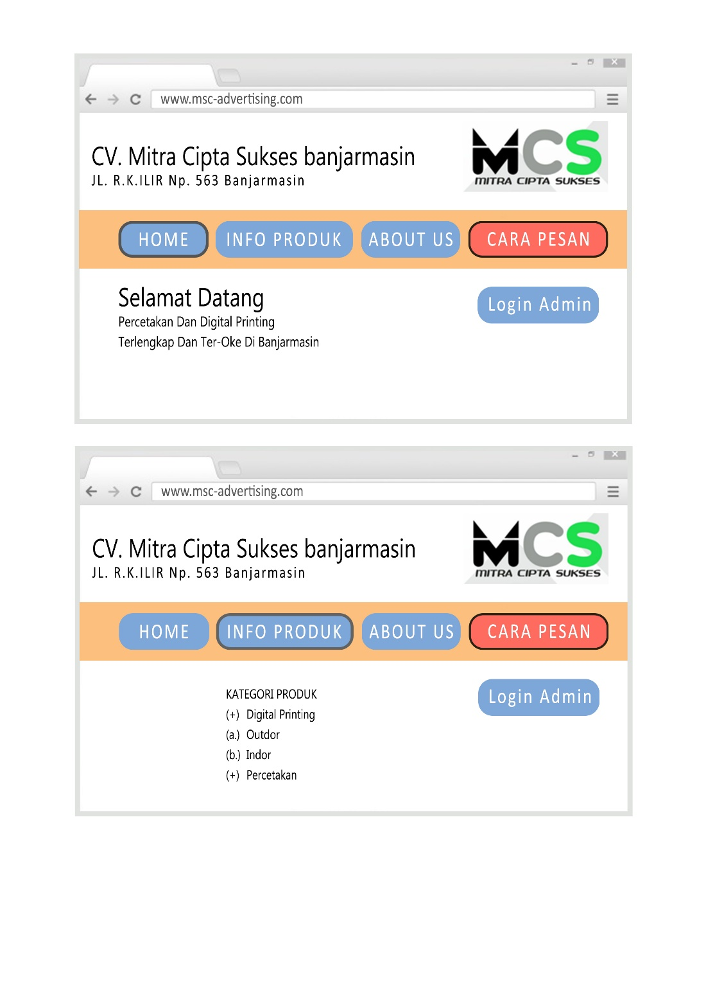 www.msc-advertising.com
CV. Mitra Cipta Sukses banjarmasin
JL. R.K.ILIR Np. 563 Banjarmasin
MCS
MITRA CIPTA SUKSES
HOME INFO PRODUK ABOUT US CARA PESAN
Selamat Datang
Login Admin
Percetakan Dan Digital Printing
Terlengkap Dan Ter-Oke Di Banjarmasin
www.msc-advertising.com
CV. Mitra Cipta Sukses banjarmasin
JL. R.K.ILIR Np. 563 Banjarmasin
MCS
MITRA CIPTA SUKSES
HOME INFO PRODUK ABOUT US CARA PESAN
Login Admin
KATEGORI PRODUK
(+) Digital Printing
(a.) Outdor
(b.) Indor
(+) Percetakan